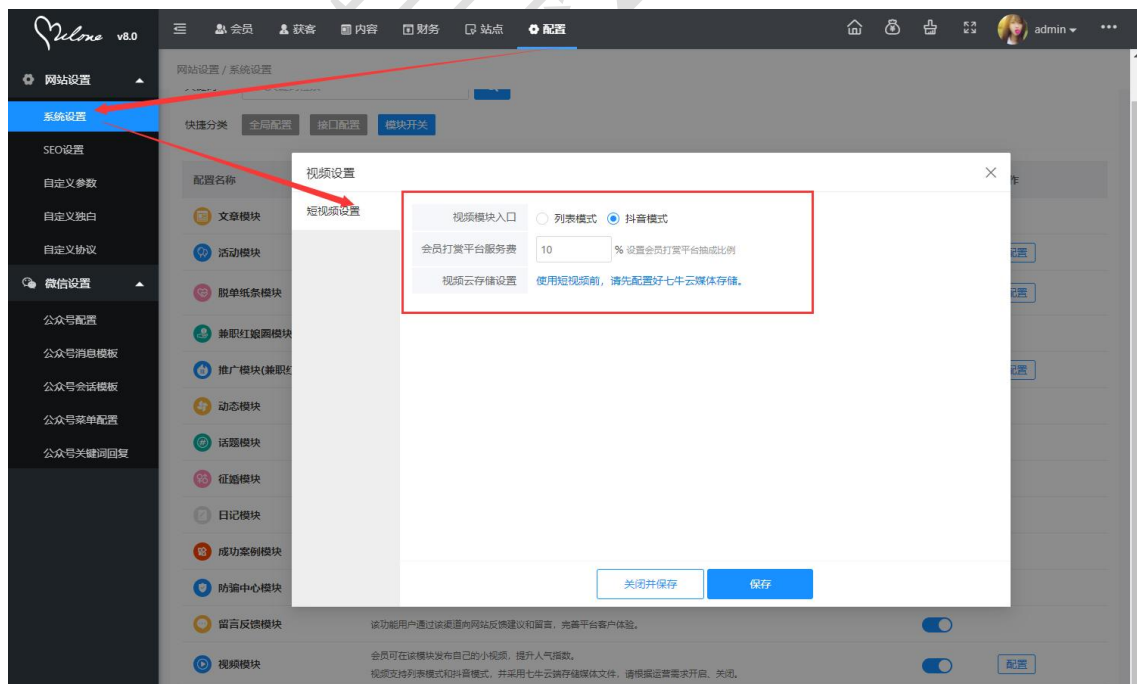 Milone v8.0
会员 获客 内容 财务 站点 配置
admin
网站设置
系统设置
SEO设置
自定义参数
自定义独白
自定义协议
微信设置
公众号配置
公众号消息模板
公众号会话模板
公众号菜单配置
公众号关键词回复
网站设置 / 系统设置
快捷分类 全局配置 接口配置 模块开关
配置名称
文章模块
活动模块 配置
脱单纸条模块 配置
兼职红娘圈模块
推广模块(兼职红 配置
动态模块
话题模块
征婚模块
日记模块
成功案例模块
防骗中心模块
留言反馈模块 该功能用户通过该渠道向网站反馈建议和留言，完善平台客户体验。
视频模块 会员可在该模块发布自己的小视频，提升人气指数。
视频支持列表模式和抖音模式，并采用七牛云端存储媒体文件，请根据运营需求开启、关闭。
配置
视频设置
短视频设置
视频模块入口 列表模式 抖音模式
会员打赏平台服务费 10 % 设置会员打赏平台抽成比例
视频云存储设置 使用短视频前，请先配置好七牛云媒体存储。
关闭并保存 保存